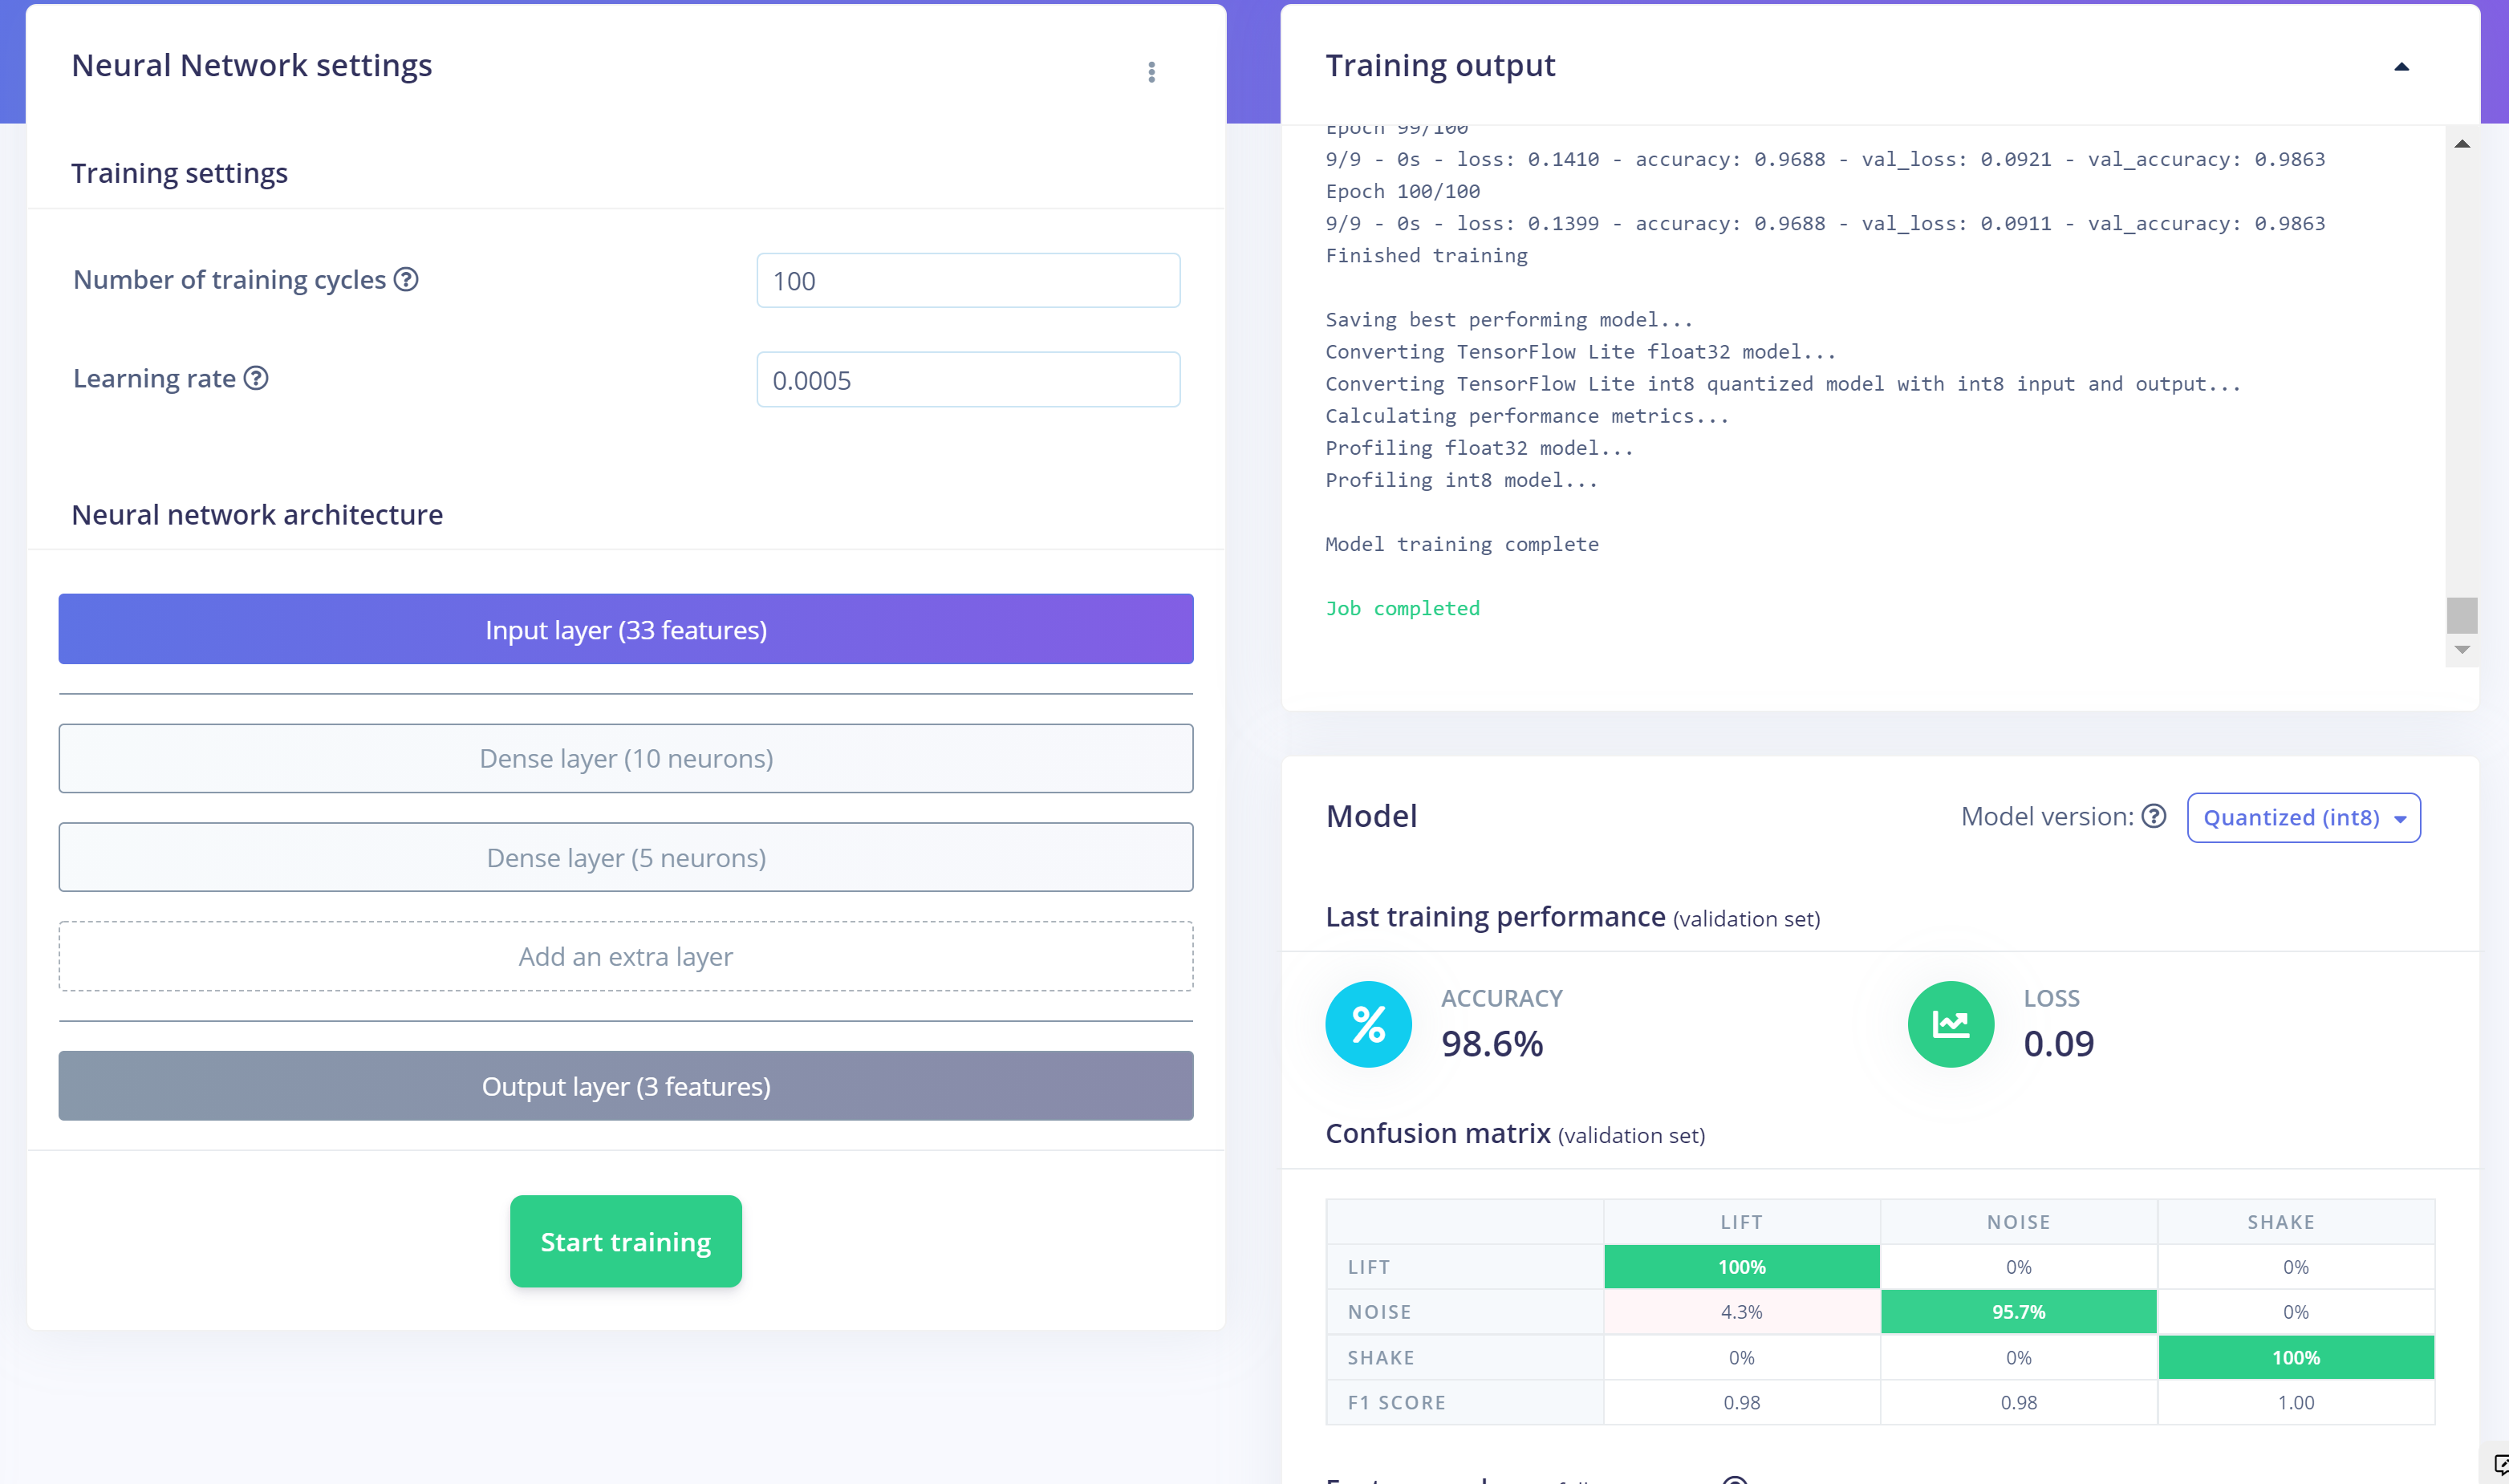 Neural Network settings
Training settings
Number of training cycles ?
100
Learning rate ?
0.0005
Neural network architecture
Input layer (33 features)
Dense layer (10 neurons)
Dense layer (5 neurons)
Add an extra layer
Output layer (3 features)
Start training
Training output
Epoch 99/100
9/9 - 0s - loss: 0.1410 - accuracy: 0.9688 - val_loss: 0.0921 - val_accuracy: 0.9863
Epoch 100/100
9/9 - 0s - loss: 0.1399 - accuracy: 0.9688 - val_loss: 0.0911 - val_accuracy: 0.9863
Finished training
Saving best performing model...
Converting TensorFlow Lite float32 model...
Converting TensorFlow Lite int8 quantized model with int8 input and output...
Calculating performance metrics...
Profiling float32 model...
Profiling int8 model...
Model training complete
Job completed
Model
Model version: ? Quantized (int8)
Last training performance (validation set)
% ACCURACY
98.6%
LOSS
0.09
Confusion matrix (validation set)
LIFT NOISE SHAKE
LIFT 100% 0% 0%
NOISE 4.3% 95.7% 0%
SHAKE 0% 0% 100%
F1 SCORE 0.98 0.98 1.00